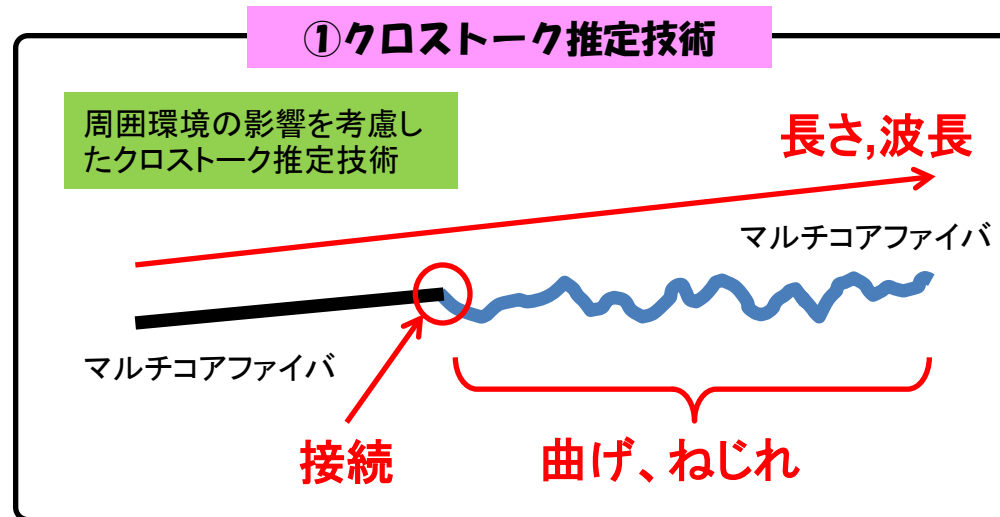 ①クロストーク推定技術
周囲環境の影響を考慮し
たクロストーク推定技術
長さ,波長
マルチコアファイバ
マルチコアファイバ
接続
曲げ、ねじれ